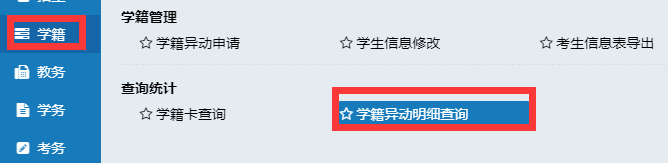 学籍
教务
学务
考务
学籍管理
学籍异动申请 学生信息修改 考生信息表导出
查询统计
学籍卡查询 学籍异动明细查询